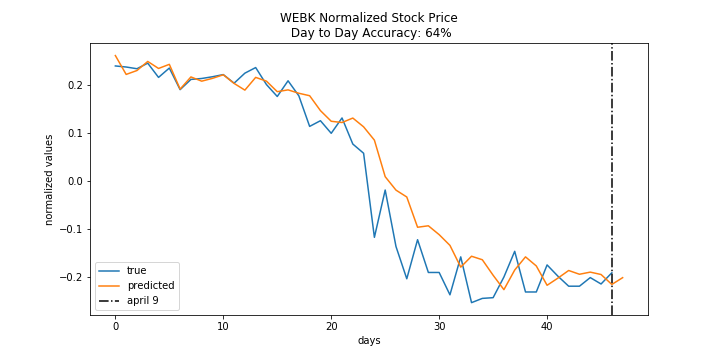 WEBK Normalized Stock Price
Day to Day Accuracy: 64%
normalized values
0.2
0.1
0.0
−0.1
−0.2
true
predicted
april 9
0
10
20
30
40
days